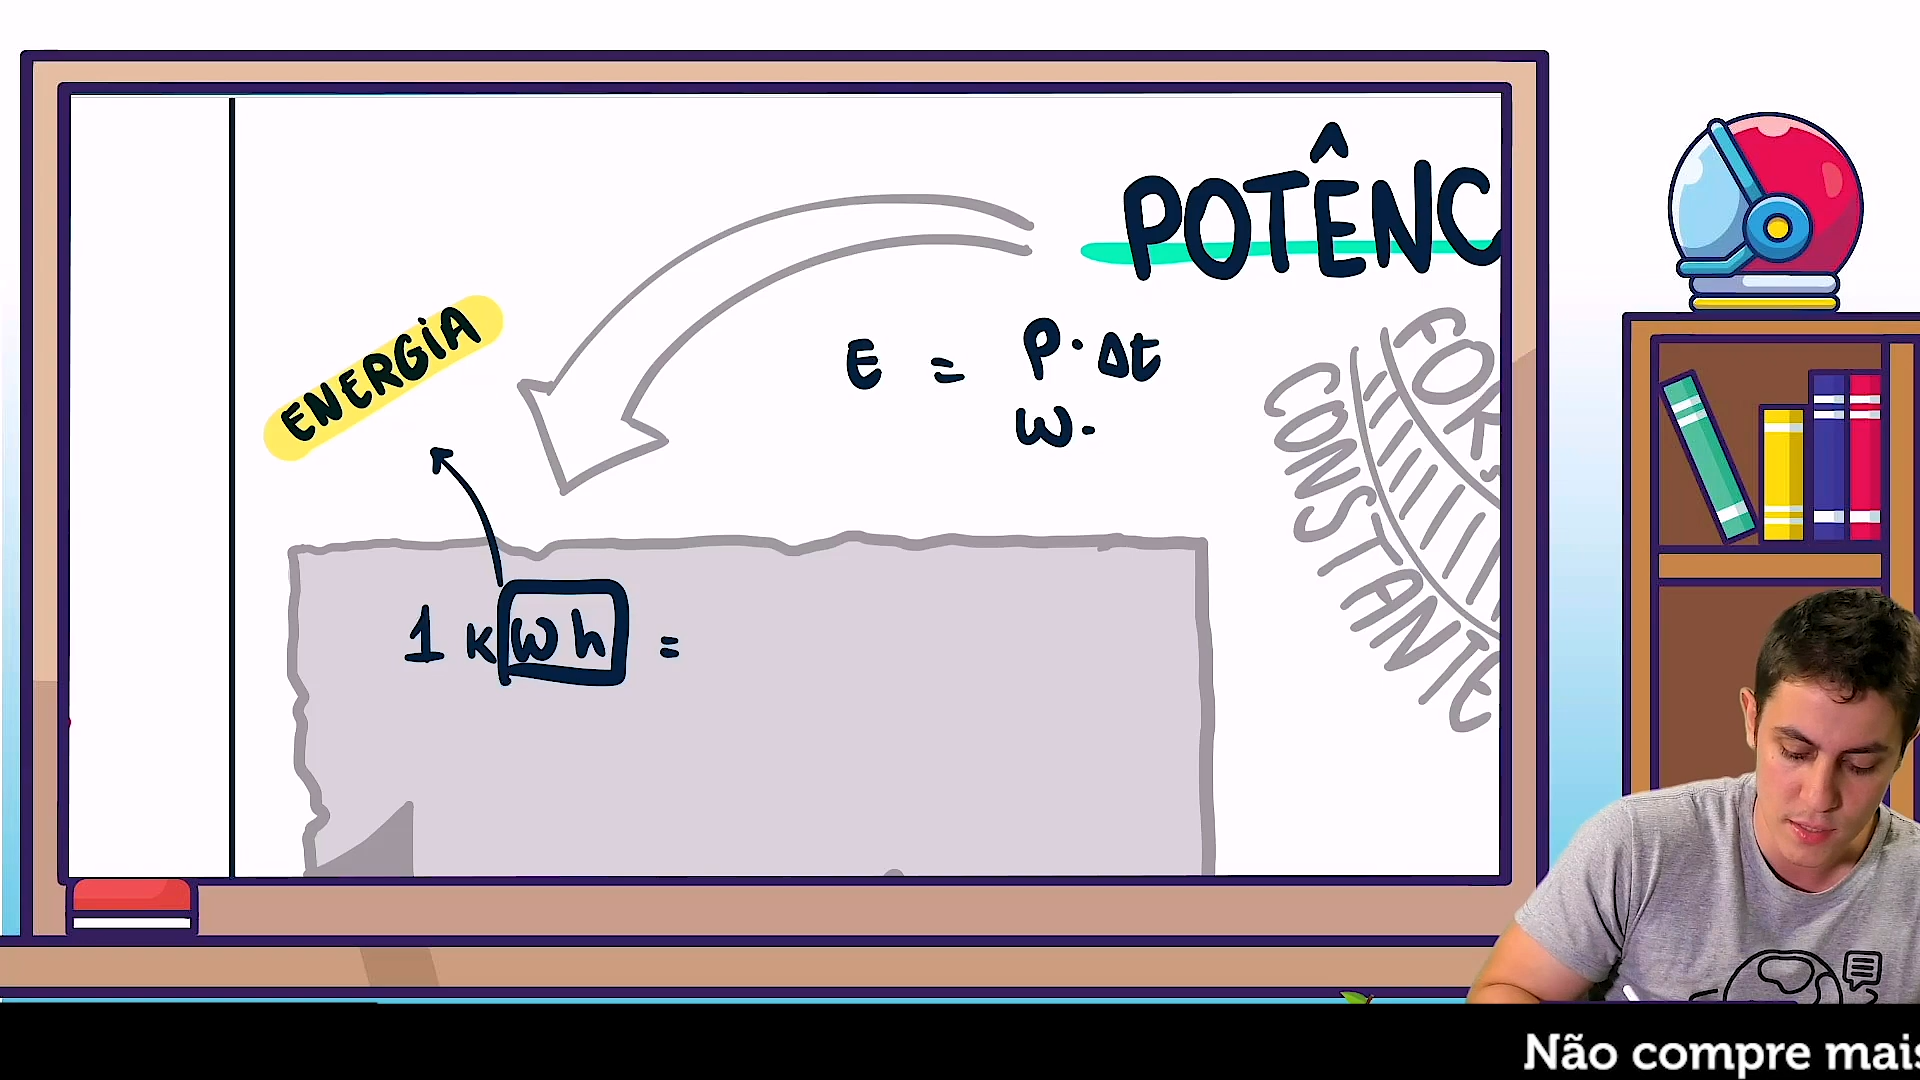 POTÊNC
ENERGIA
E = P · Δt
W ·
FOR
CONSTANTE
1 KWh =
Não compre mais